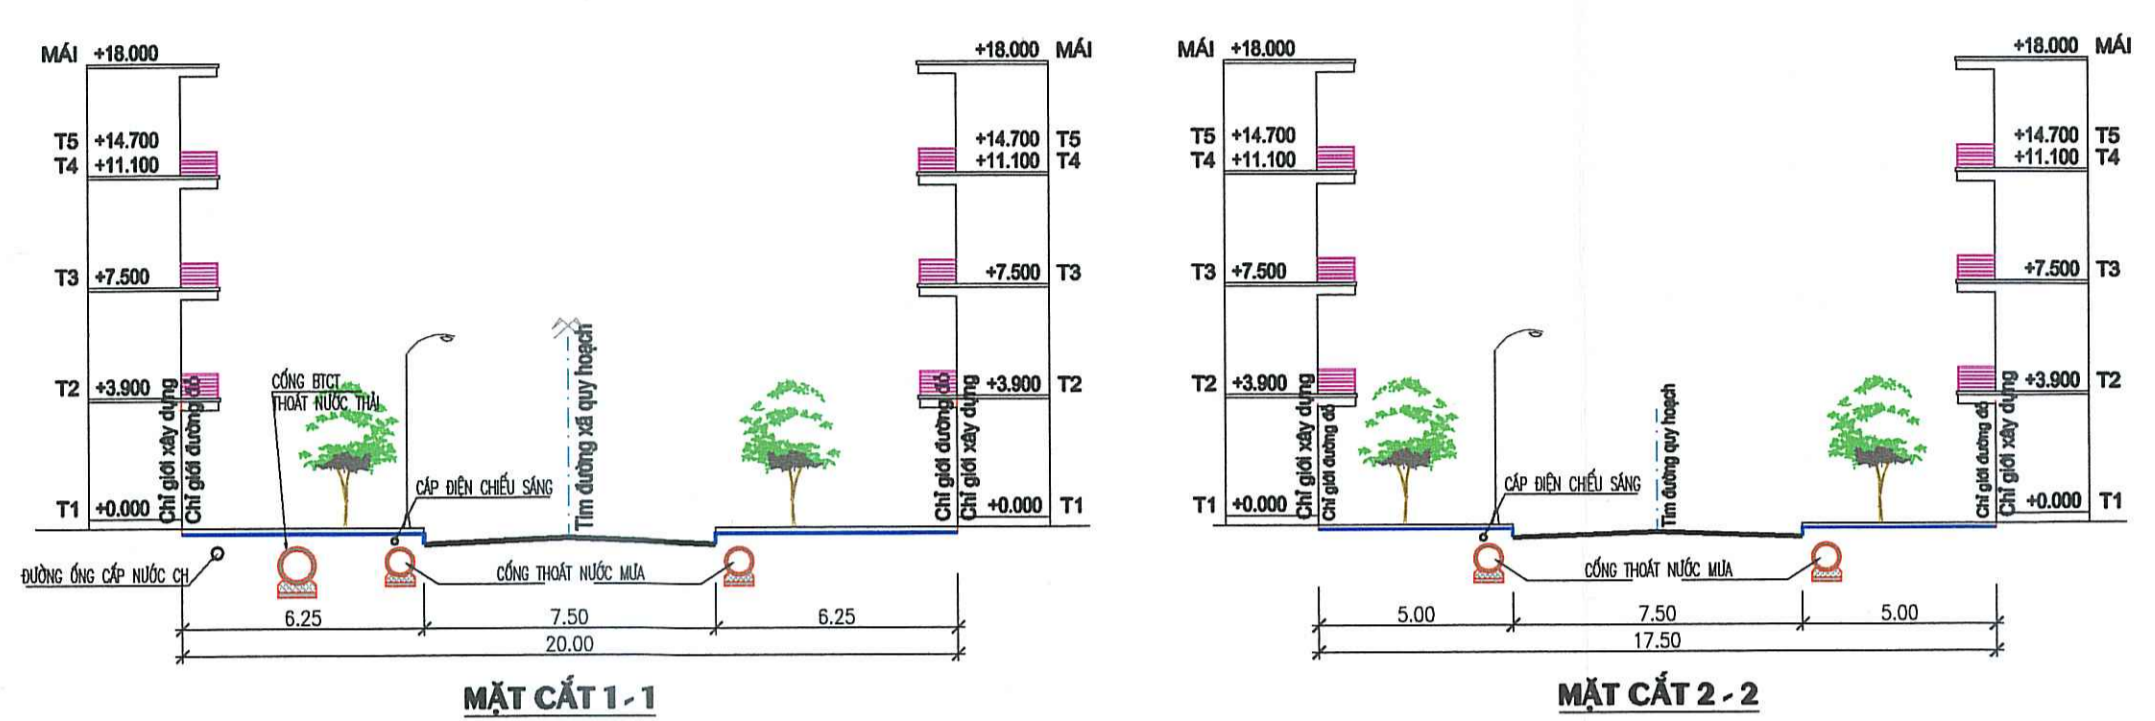 MÁI +18.000
T5 +14.700
T4 +11.100
T3 +7.500
T2 +3.900
T1 +0.000
Chỉ giới xây dựng
Chỉ giới đường đỏ
CỐNG BTCT
THOÁT NƯỚC THẢI
CÁP ĐIỆN CHIẾU SÁNG
Tim đường xã quy hoạch
+18.000 MÁI
+14.700 T5
+11.100 T4
+7.500 T3
+3.900 T2
+0.000 T1
Chỉ giới đường đỏ
Chỉ giới xây dựng
ĐƯỜNG ỐNG CẤP NƯỚC CH
CỐNG THOÁT NƯỚC MƯA
6.25 7.50 6.25
20.00
MẶT CẮT 1 - 1
MÁI +18.000
T5 +14.700
T4 +11.100
T3 +7.500
T2 +3.900
T1 +0.000
Chỉ giới xây dựng
Chỉ giới đường đỏ
CÁP ĐIỆN CHIẾU SÁNG
Tim đường quy hoạch
+18.000 MÁI
+14.700 T5
+11.100 T4
+7.500 T3
+3.900 T2
+0.000 T1
Chỉ giới đường đỏ
Chỉ giới xây dựng
CỐNG THOÁT NƯỚC MƯA
5.00 7.50 5.00
17.50
MẶT CẮT 2 - 2